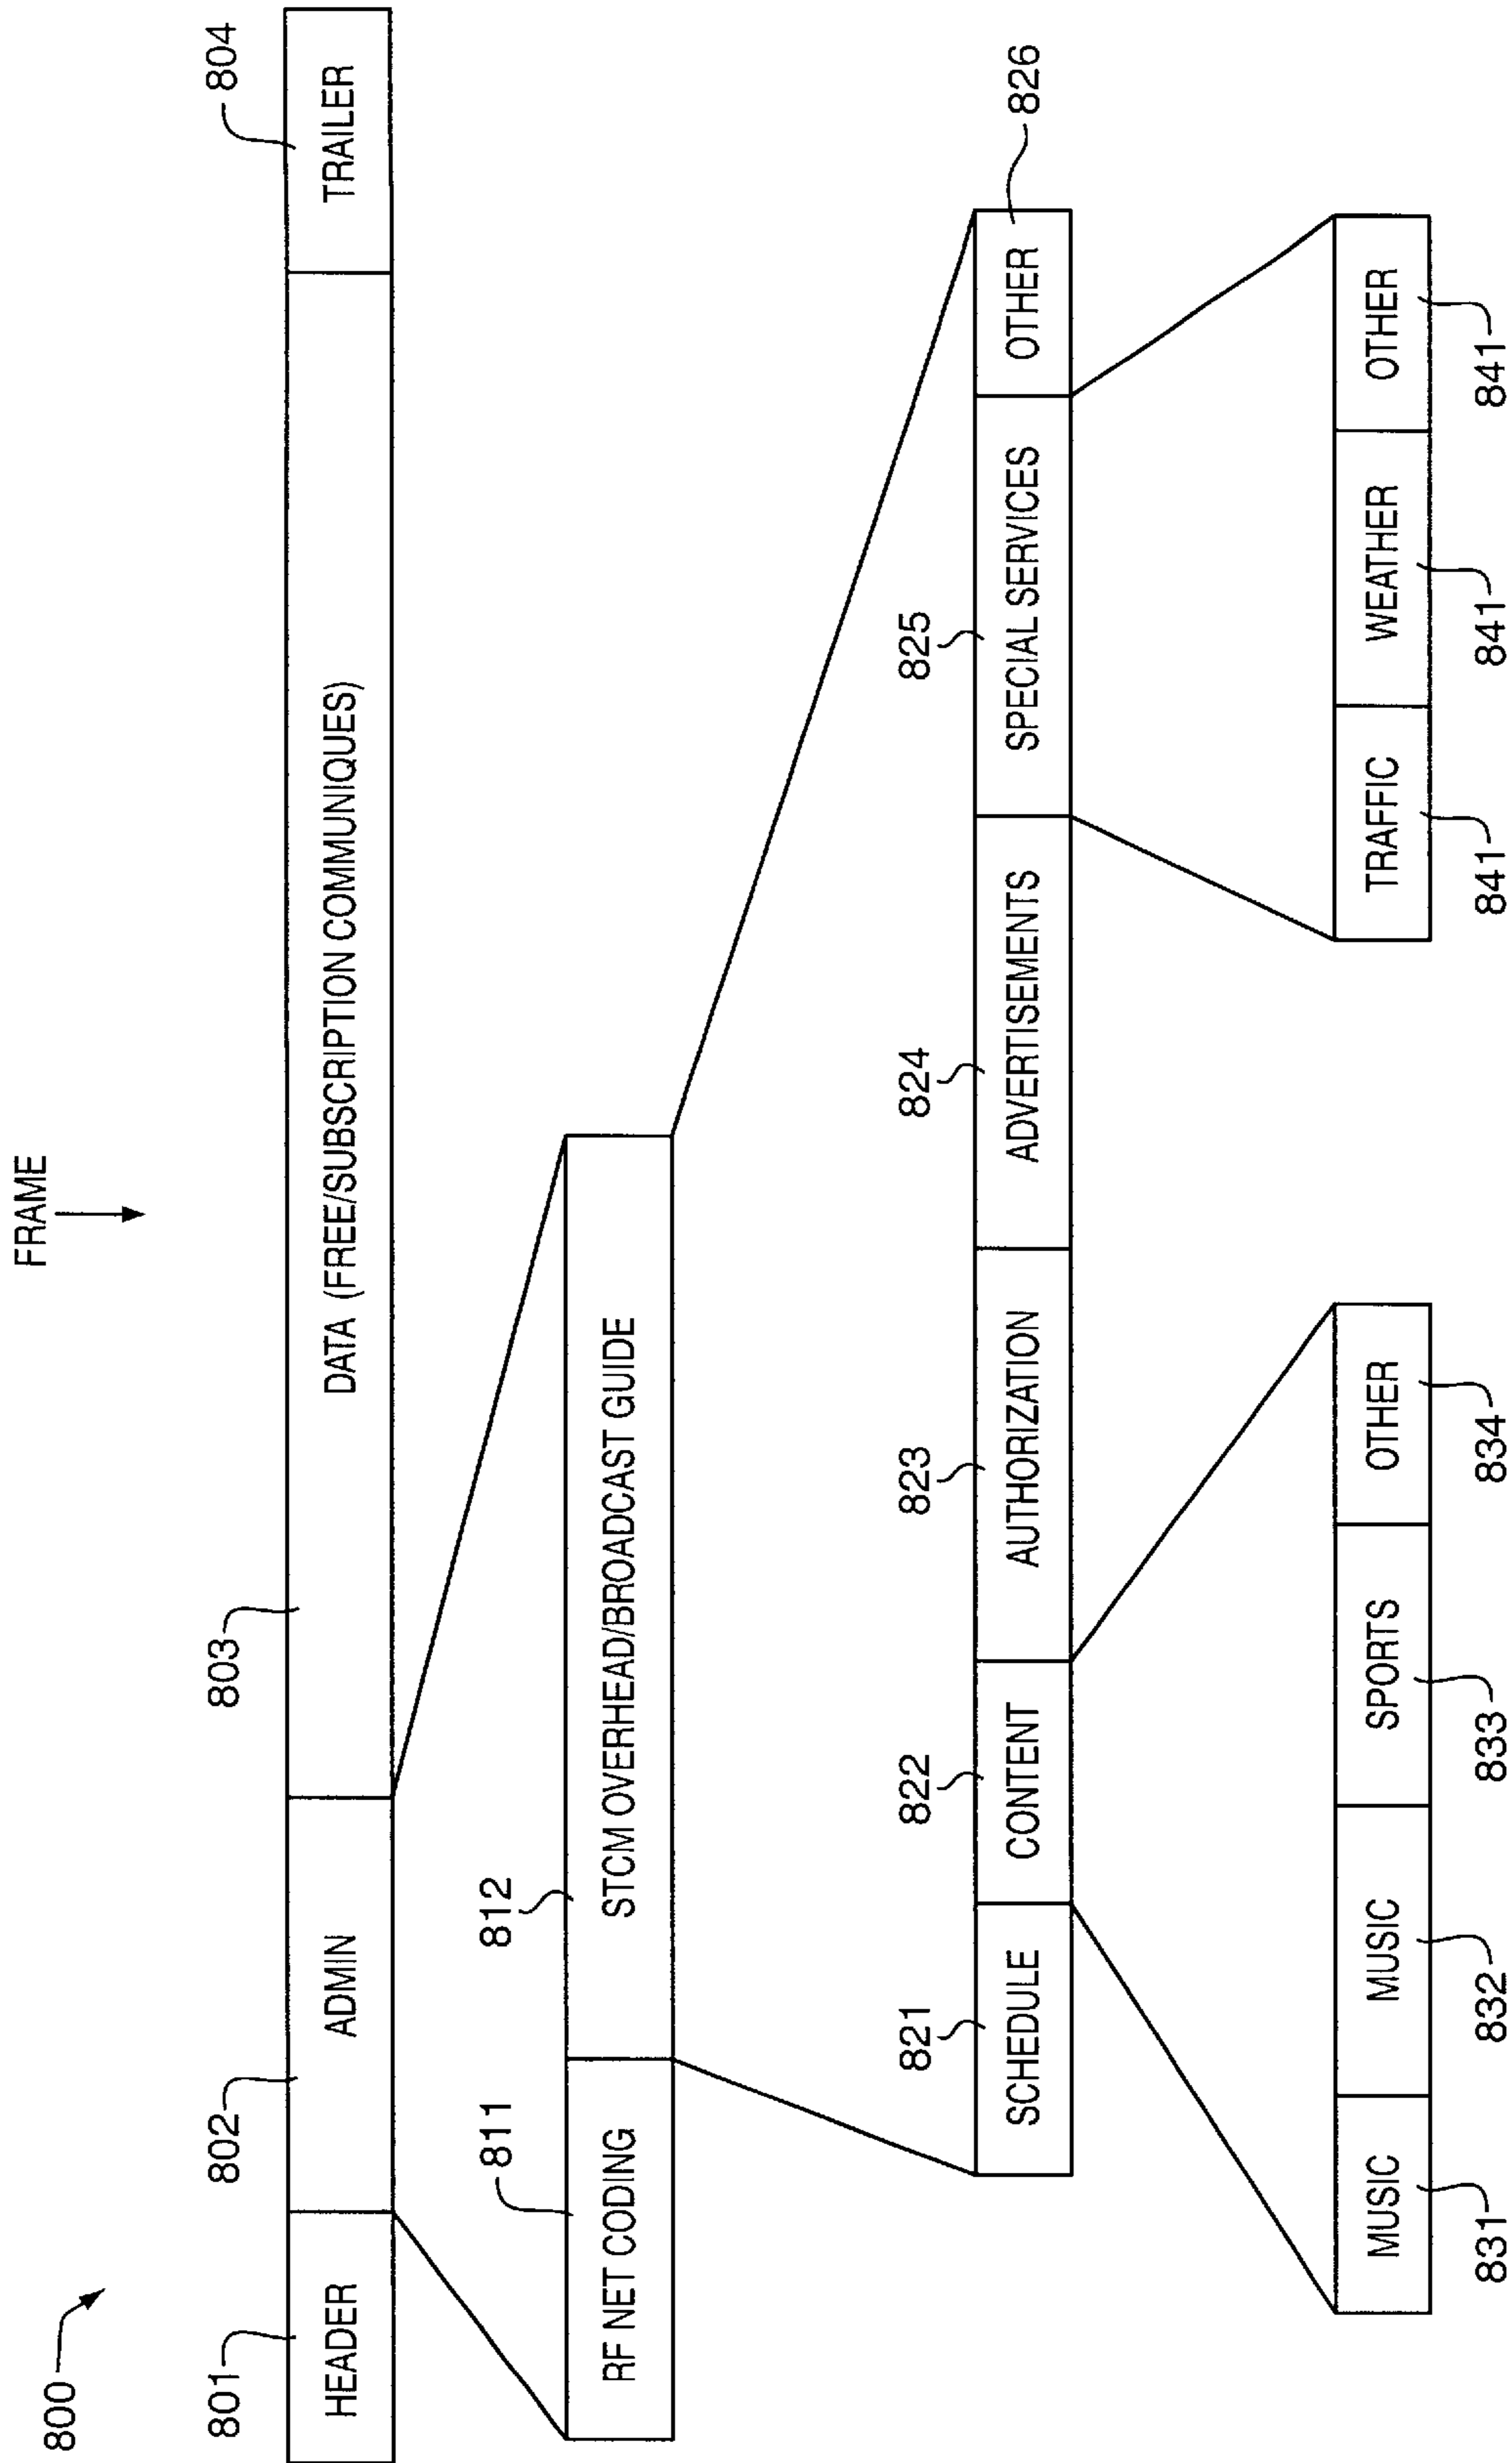 800
FRAME
801
802
803
804
HEADER
ADMIN
DATA (FREE/SUBSCRIPTION COMMUNIQUES)
TRAILER
811
812
RF NET CODING
STCM OVERHEAD/BROADCAST GUIDE
821
822
823
824
825
826
SCHEDULE
CONTENT
AUTHORIZATION
ADVERTISEMENTS
SPECIAL SERVICES
OTHER
MUSIC
MUSIC
SPORTS
OTHER
TRAFFIC
WEATHER
OTHER
831
832
833
834
841
841
841